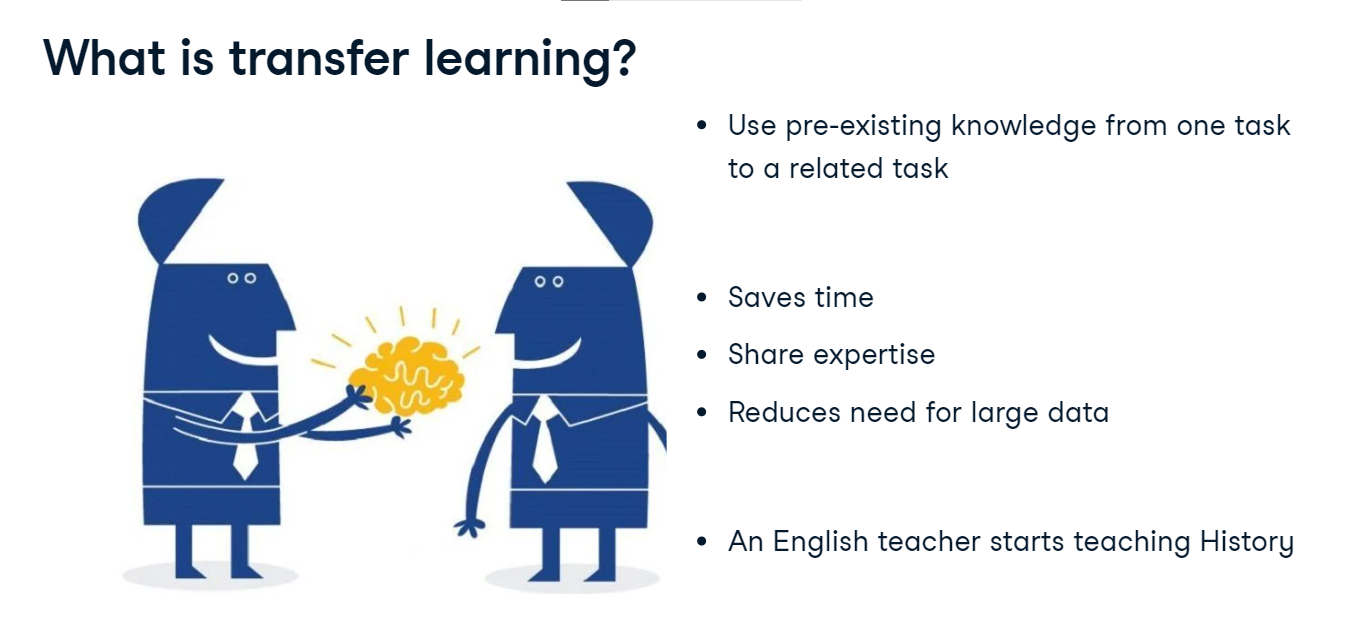 What is transfer learning?
• Use pre-existing knowledge from one task
to a related task
• Saves time
• Share expertise
• Reduces need for large data
• An English teacher starts teaching History